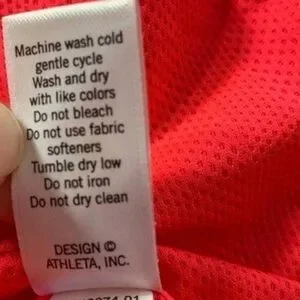 Machine wash cold
gentle cycle
Wash and dry
with like colors
Do not bleach
Do not use fabric
softeners
Tumble dry low
Do not iron
Do not dry clean
DESIGN ©
ATHLETA, INC.